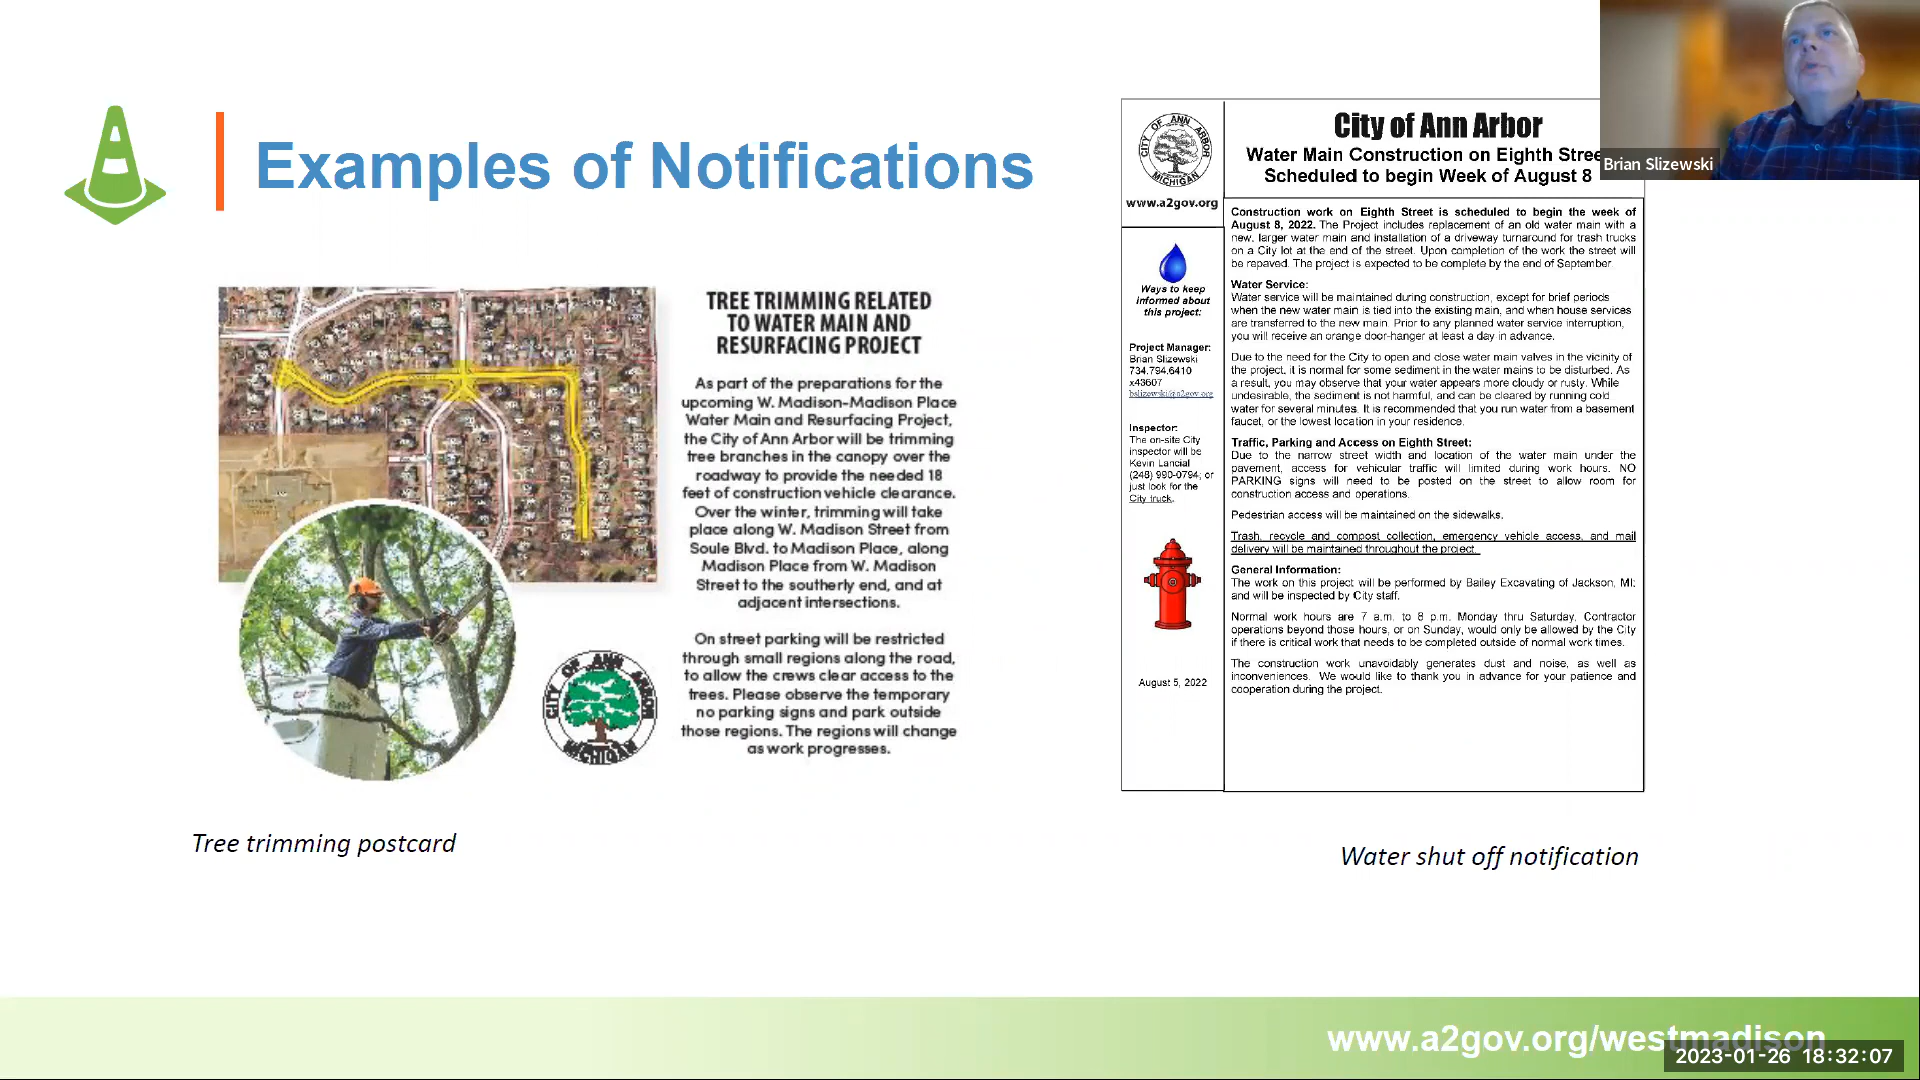 Examples of Notifications
TREE TRIMMING RELATED
TO WATER MAIN AND
RESURFACING PROJECT
As part of the preparations for the
upcoming W. Madison-Madison Place
Water Main and Resurfacing Project,
the City of Ann Arbor will be trimming
tree branches in the canopy over the
roadway to provide the needed 18
feet of construction vehicle clearance.
Over the winter, trimming will take
place along W. Madison Street from
Soule Blvd. to Madison Place, along
Madison Place from W. Madison
Street to the southerly end, and at
adjacent intersections.
On street parking will be restricted
through small regions along the road,
to allow the crews clear access to the
trees. Please observe the temporary
no parking signs and park outside
those regions. The regions will change
as work progresses.
CITY OF ANN ARBOR
MICHIGAN
Tree trimming postcard
CITY OF ANN ARBOR
MICHIGAN
www.a2gov.org
Ways to keep
informed about
this project:
Project Manager:
Brian Slizewski
734.794.6410
x43607
bslizewski@a2gov.org
Inspector:
The on-site City
inspector will be
Kevin Lancial
(248) 990-0794; or
just look for the
City truck.
August 5, 2022
City of Ann Arbor
Water Main Construction on Eighth Stree
Scheduled to begin Week of August 8
Construction work on Eighth Street is scheduled to begin the week of
August 8, 2022. The Project includes replacement of an old water main with a
new, larger water main and installation of a driveway turnaround for trash trucks
on a City lot at the end of the street. Upon completion of the work the street will
be repaved. The project is expected to be complete by the end of September.
Water Service:
Water service will be maintained during construction, except for brief periods
when the new water main is tied into the existing main, and when house services
are transferred to the new main. Prior to any planned water service interruption,
you will receive an orange door-hanger at least a day in advance.
Due to the need for the City to open and close water main valves in the vicinity of
the project, it is normal for some sediment in the water mains to be disturbed. As
a result, you may observe that your water appears more cloudy or rusty. While
undesirable, the sediment is not harmful, and can be cleared by running cold
water for several minutes. It is recommended that you run water from a basement
faucet, or the lowest location in your residence.
Traffic, Parking and Access on Eighth Street:
Due to the narrow street width and location of the water main under the
pavement, access for vehicular traffic will limited during work hours. NO
PARKING signs will need to be posted on the street to allow room for
construction access and operations.
Pedestrian access will be maintained on the sidewalks.
Trash, recycle and compost collection, emergency vehicle access, and mail
delivery will be maintained throughout the project.
General Information:
The work on this project will be performed by Bailey Excavating of Jackson, MI;
and will be inspected by City staff.
Normal work hours are 7 a.m. to 8 p.m. Monday thru Saturday. Contractor
operations beyond those hours, or on Sunday, would only be allowed by the City
if there is critical work that needs to be completed outside of normal work times.
The construction work unavoidably generates dust and noise, as well as
inconveniences. We would like to thank you in advance for your patience and
cooperation during the project.
Water shut off notification
Brian Slizewski
www.a2gov.org/westmadison
2023-01-26 18:32:07